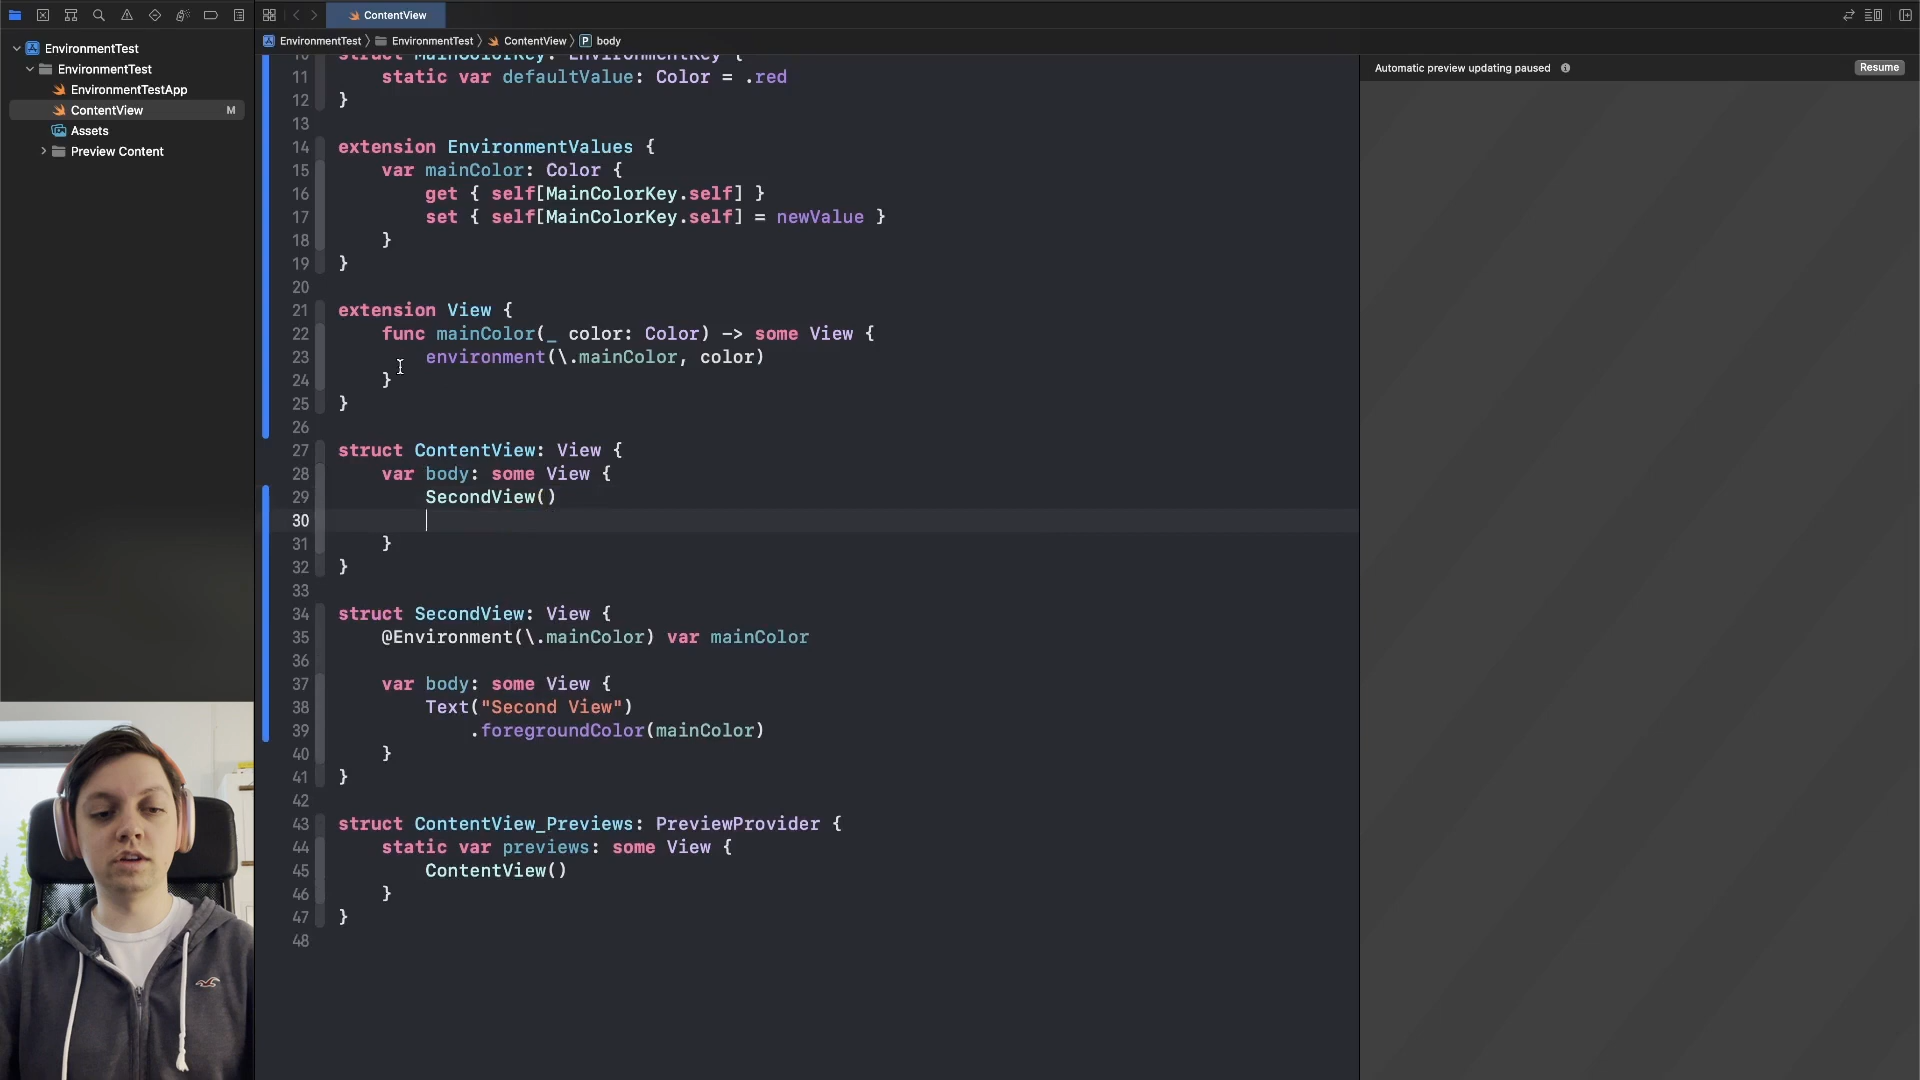 ContentView
EnvironmentTest
EnvironmentTest
EnvironmentTestApp
ContentView M
Assets
Preview Content
EnvironmentTest EnvironmentTest ContentView P body
10 struct MainColorKey: EnvironmentKey {
11 static var defaultValue: Color = .red
12 }
13
14 extension EnvironmentValues {
15 var mainColor: Color {
16 get { self[MainColorKey.self] }
17 set { self[MainColorKey.self] = newValue }
18 }
19 }
20
21 extension View {
22 func mainColor(_ color: Color) -> some View {
23 environment(\.mainColor, color)
24 }
25 }
26
27 struct ContentView: View {
28 var body: some View {
29 SecondView()
30
31 }
32 }
33
34 struct SecondView: View {
35 @Environment(\.mainColor) var mainColor
36
37 var body: some View {
38 Text("Second View")
39 .foregroundColor(mainColor)
40 }
41 }
42
43 struct ContentView_Previews: PreviewProvider {
44 static var previews: some View {
45 ContentView()
46 }
47 }
48
Automatic preview updating paused
Resume